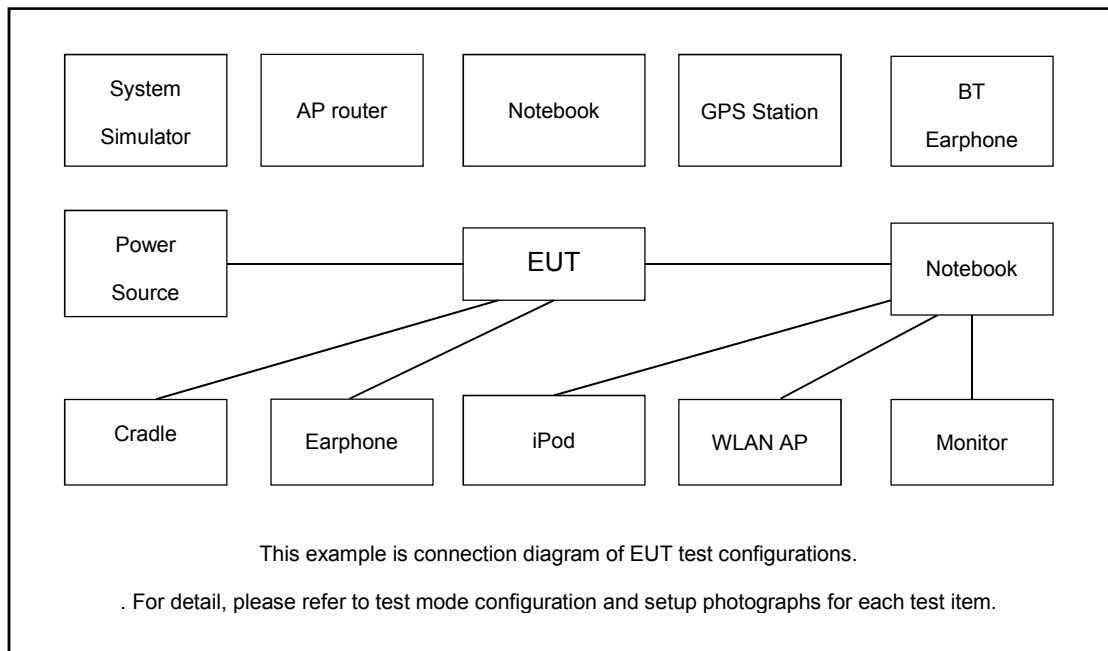 System
Simulator
AP router
Notebook
GPS Station
BT
Earphone
Power
Source
EUT
Notebook
Cradle
Earphone
iPod
WLAN AP
Monitor
This example is connection diagram of EUT test configurations.
. For detail, please refer to test mode configuration and setup photographs for each test item.